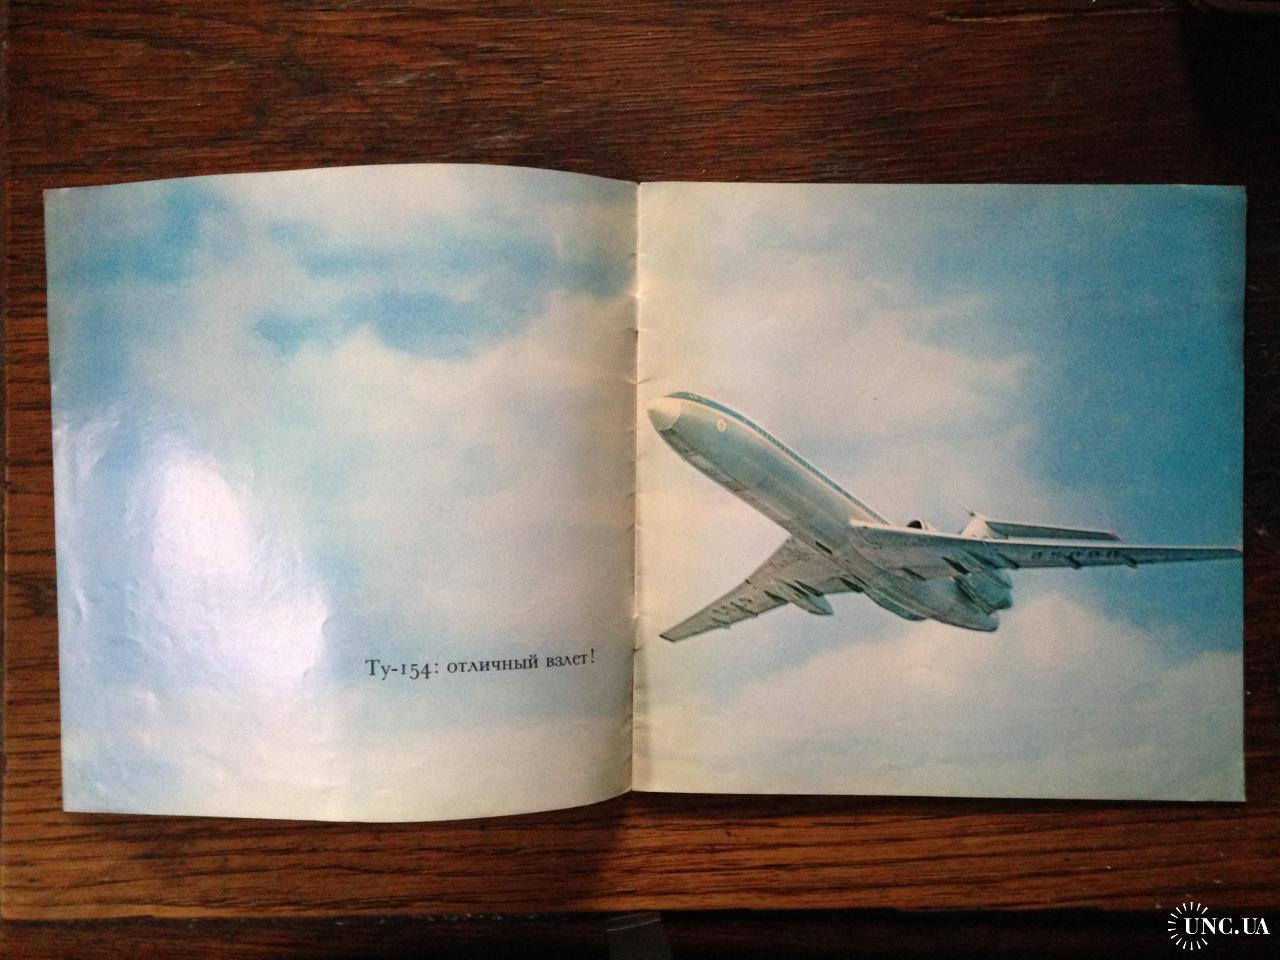 Ту-154: отличный взлет!
UNC.UA